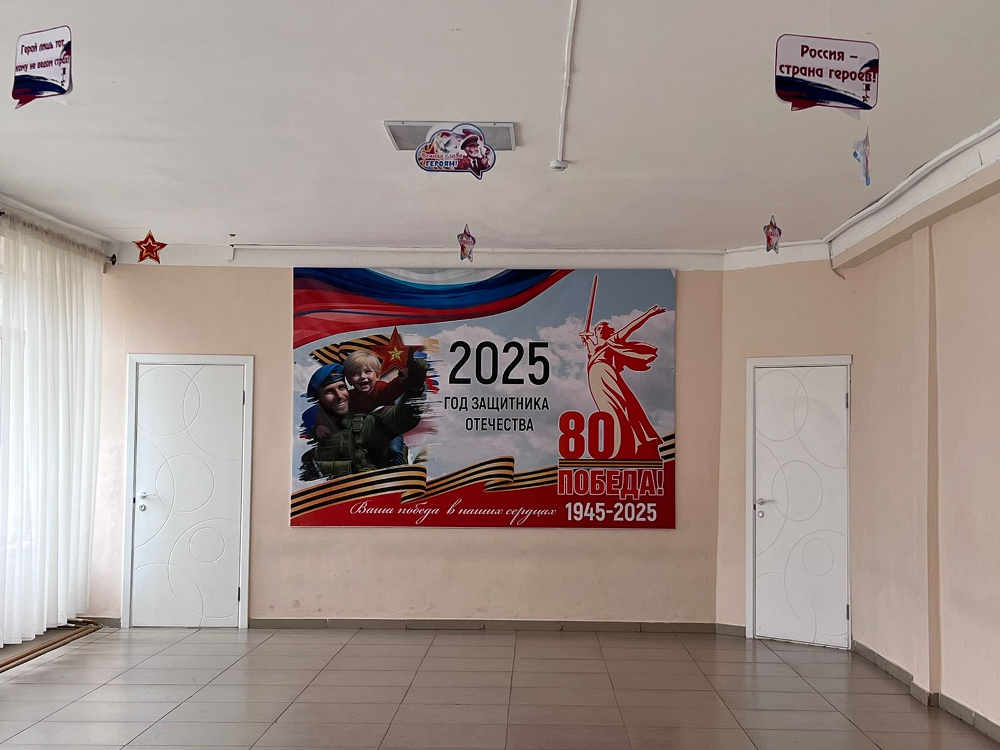 Герой лишь тот,
кому не ведом страх!
Россия –
страна героев!
Вечная слава
ГЕРОЯМ!
2025
ГОД ЗАЩИТНИКА
ОТЕЧЕСТВА
80
ПОБЕДА!
1945-2025
Ваша победа в наших сердцах